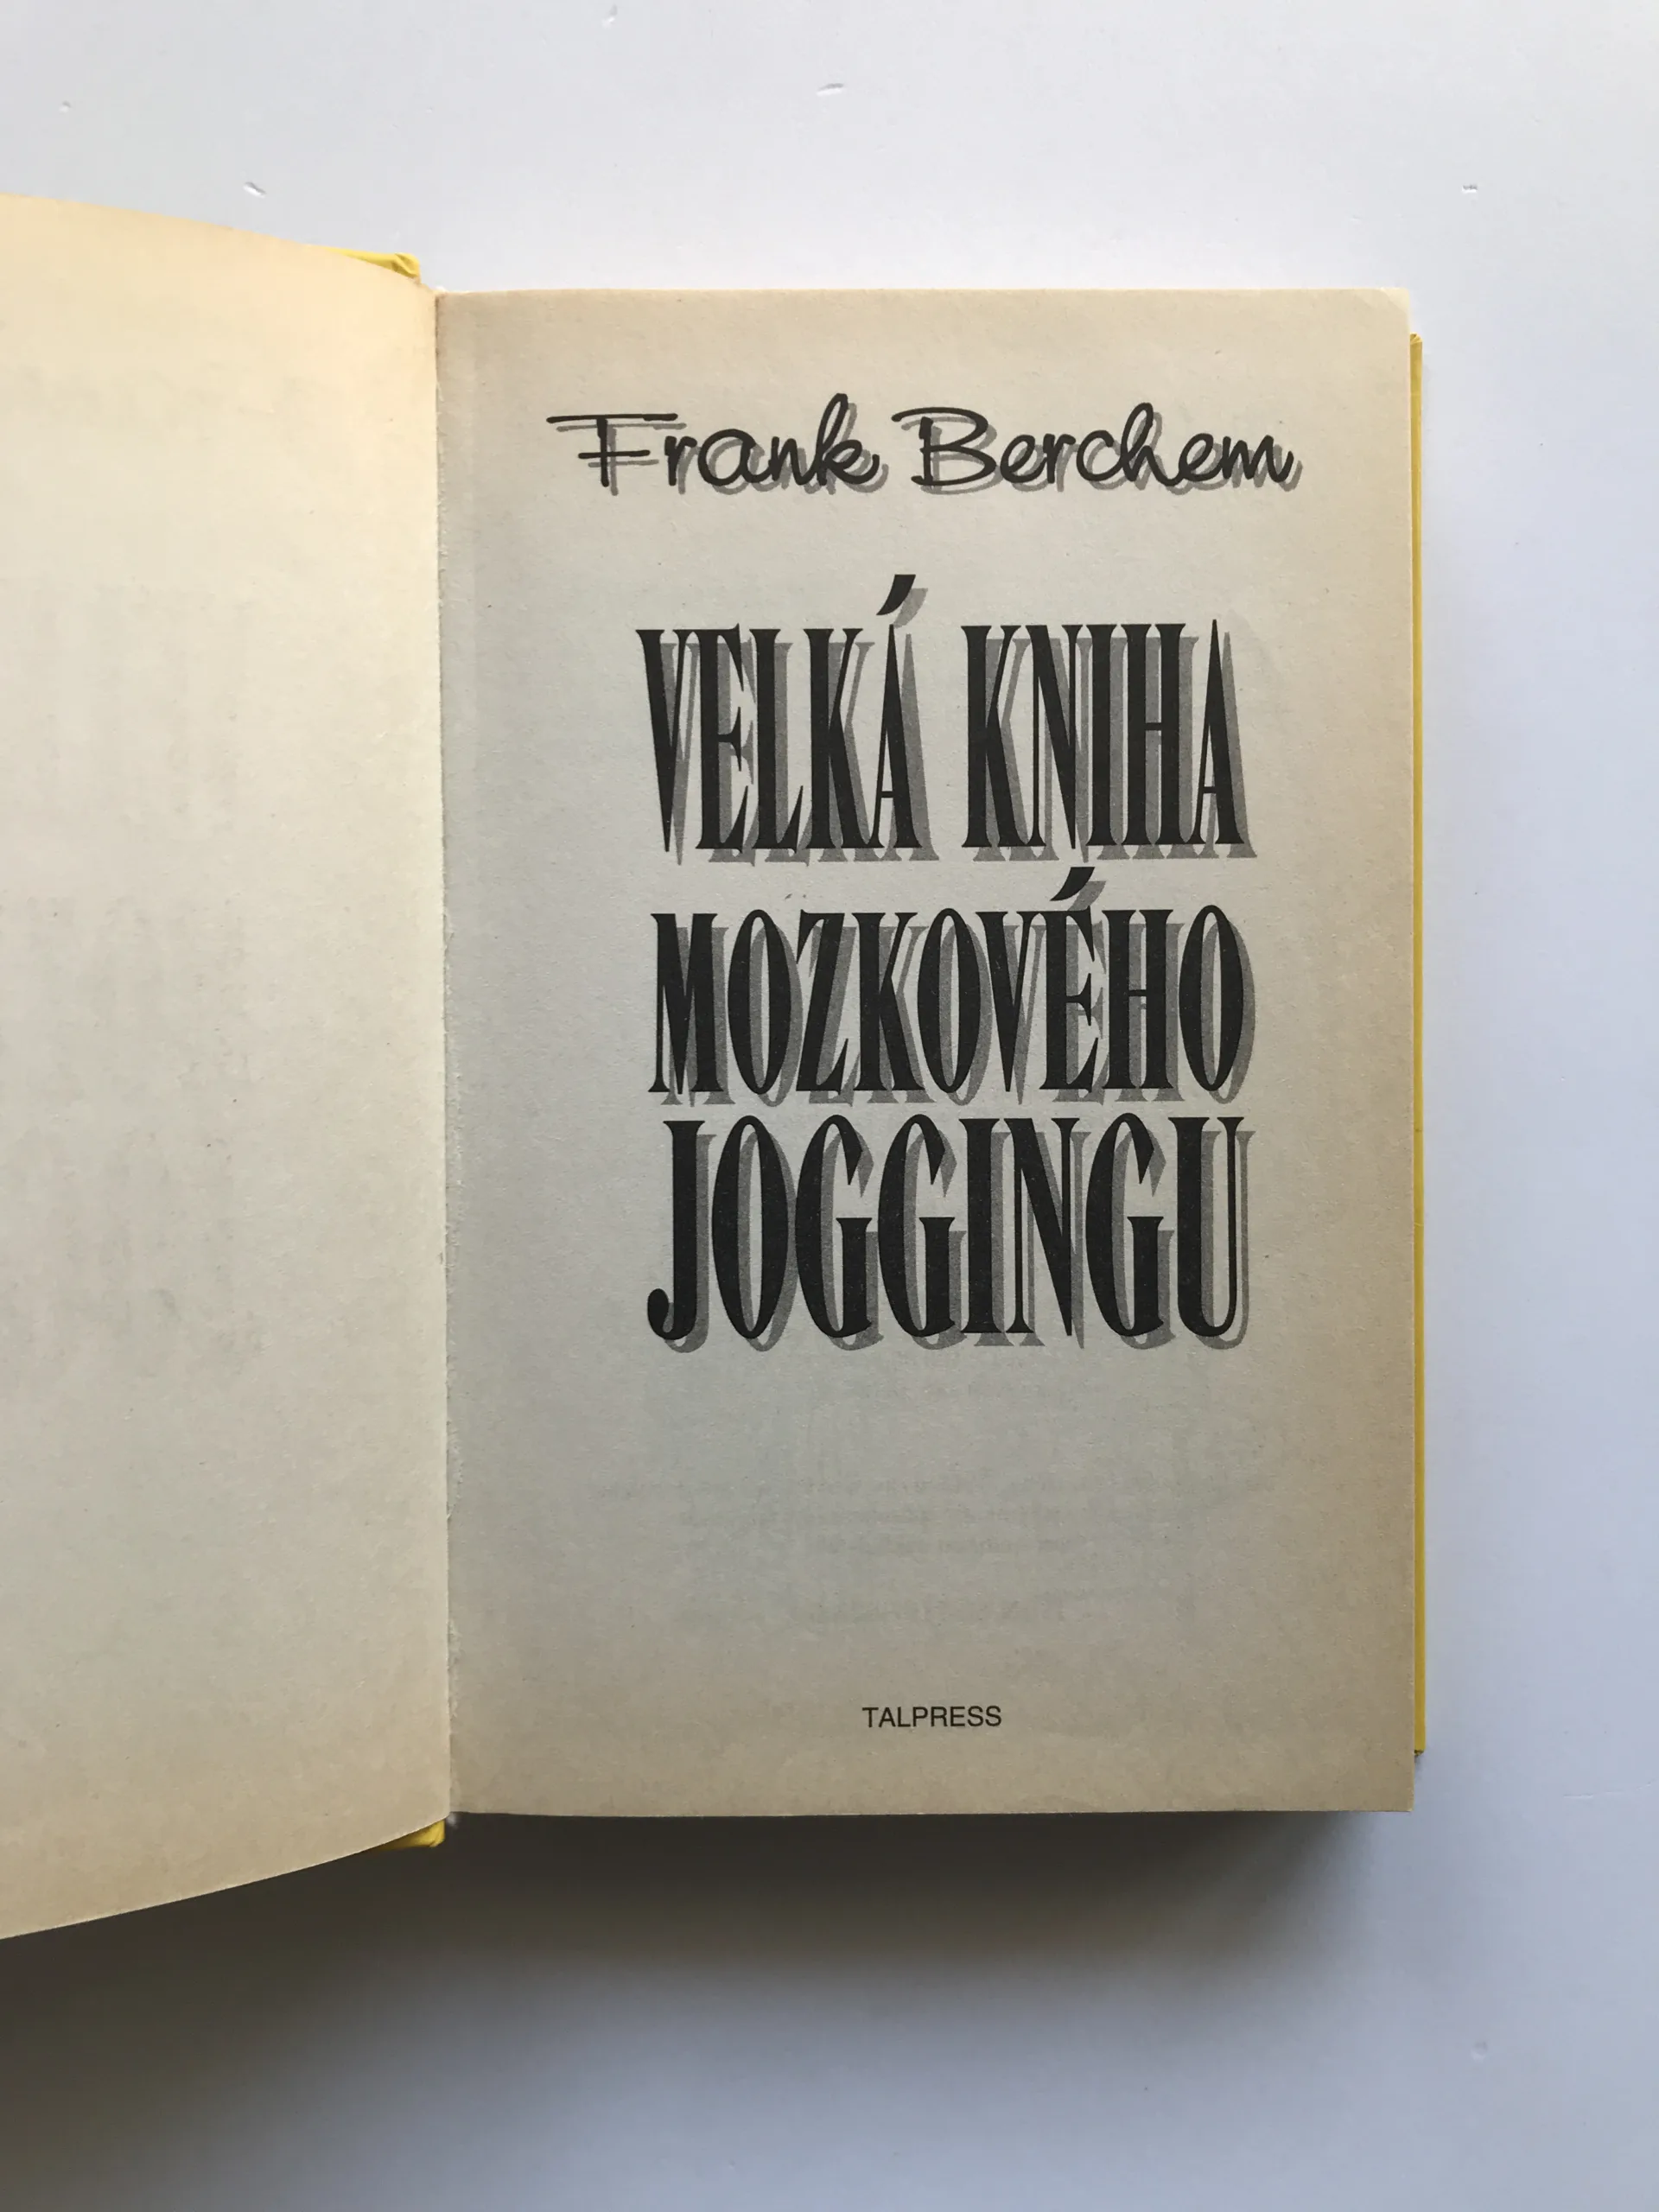 Frank Berchem
VELKÁ KNIHA
MOZKOVÉHO
JOGGINGU
TALPRESS